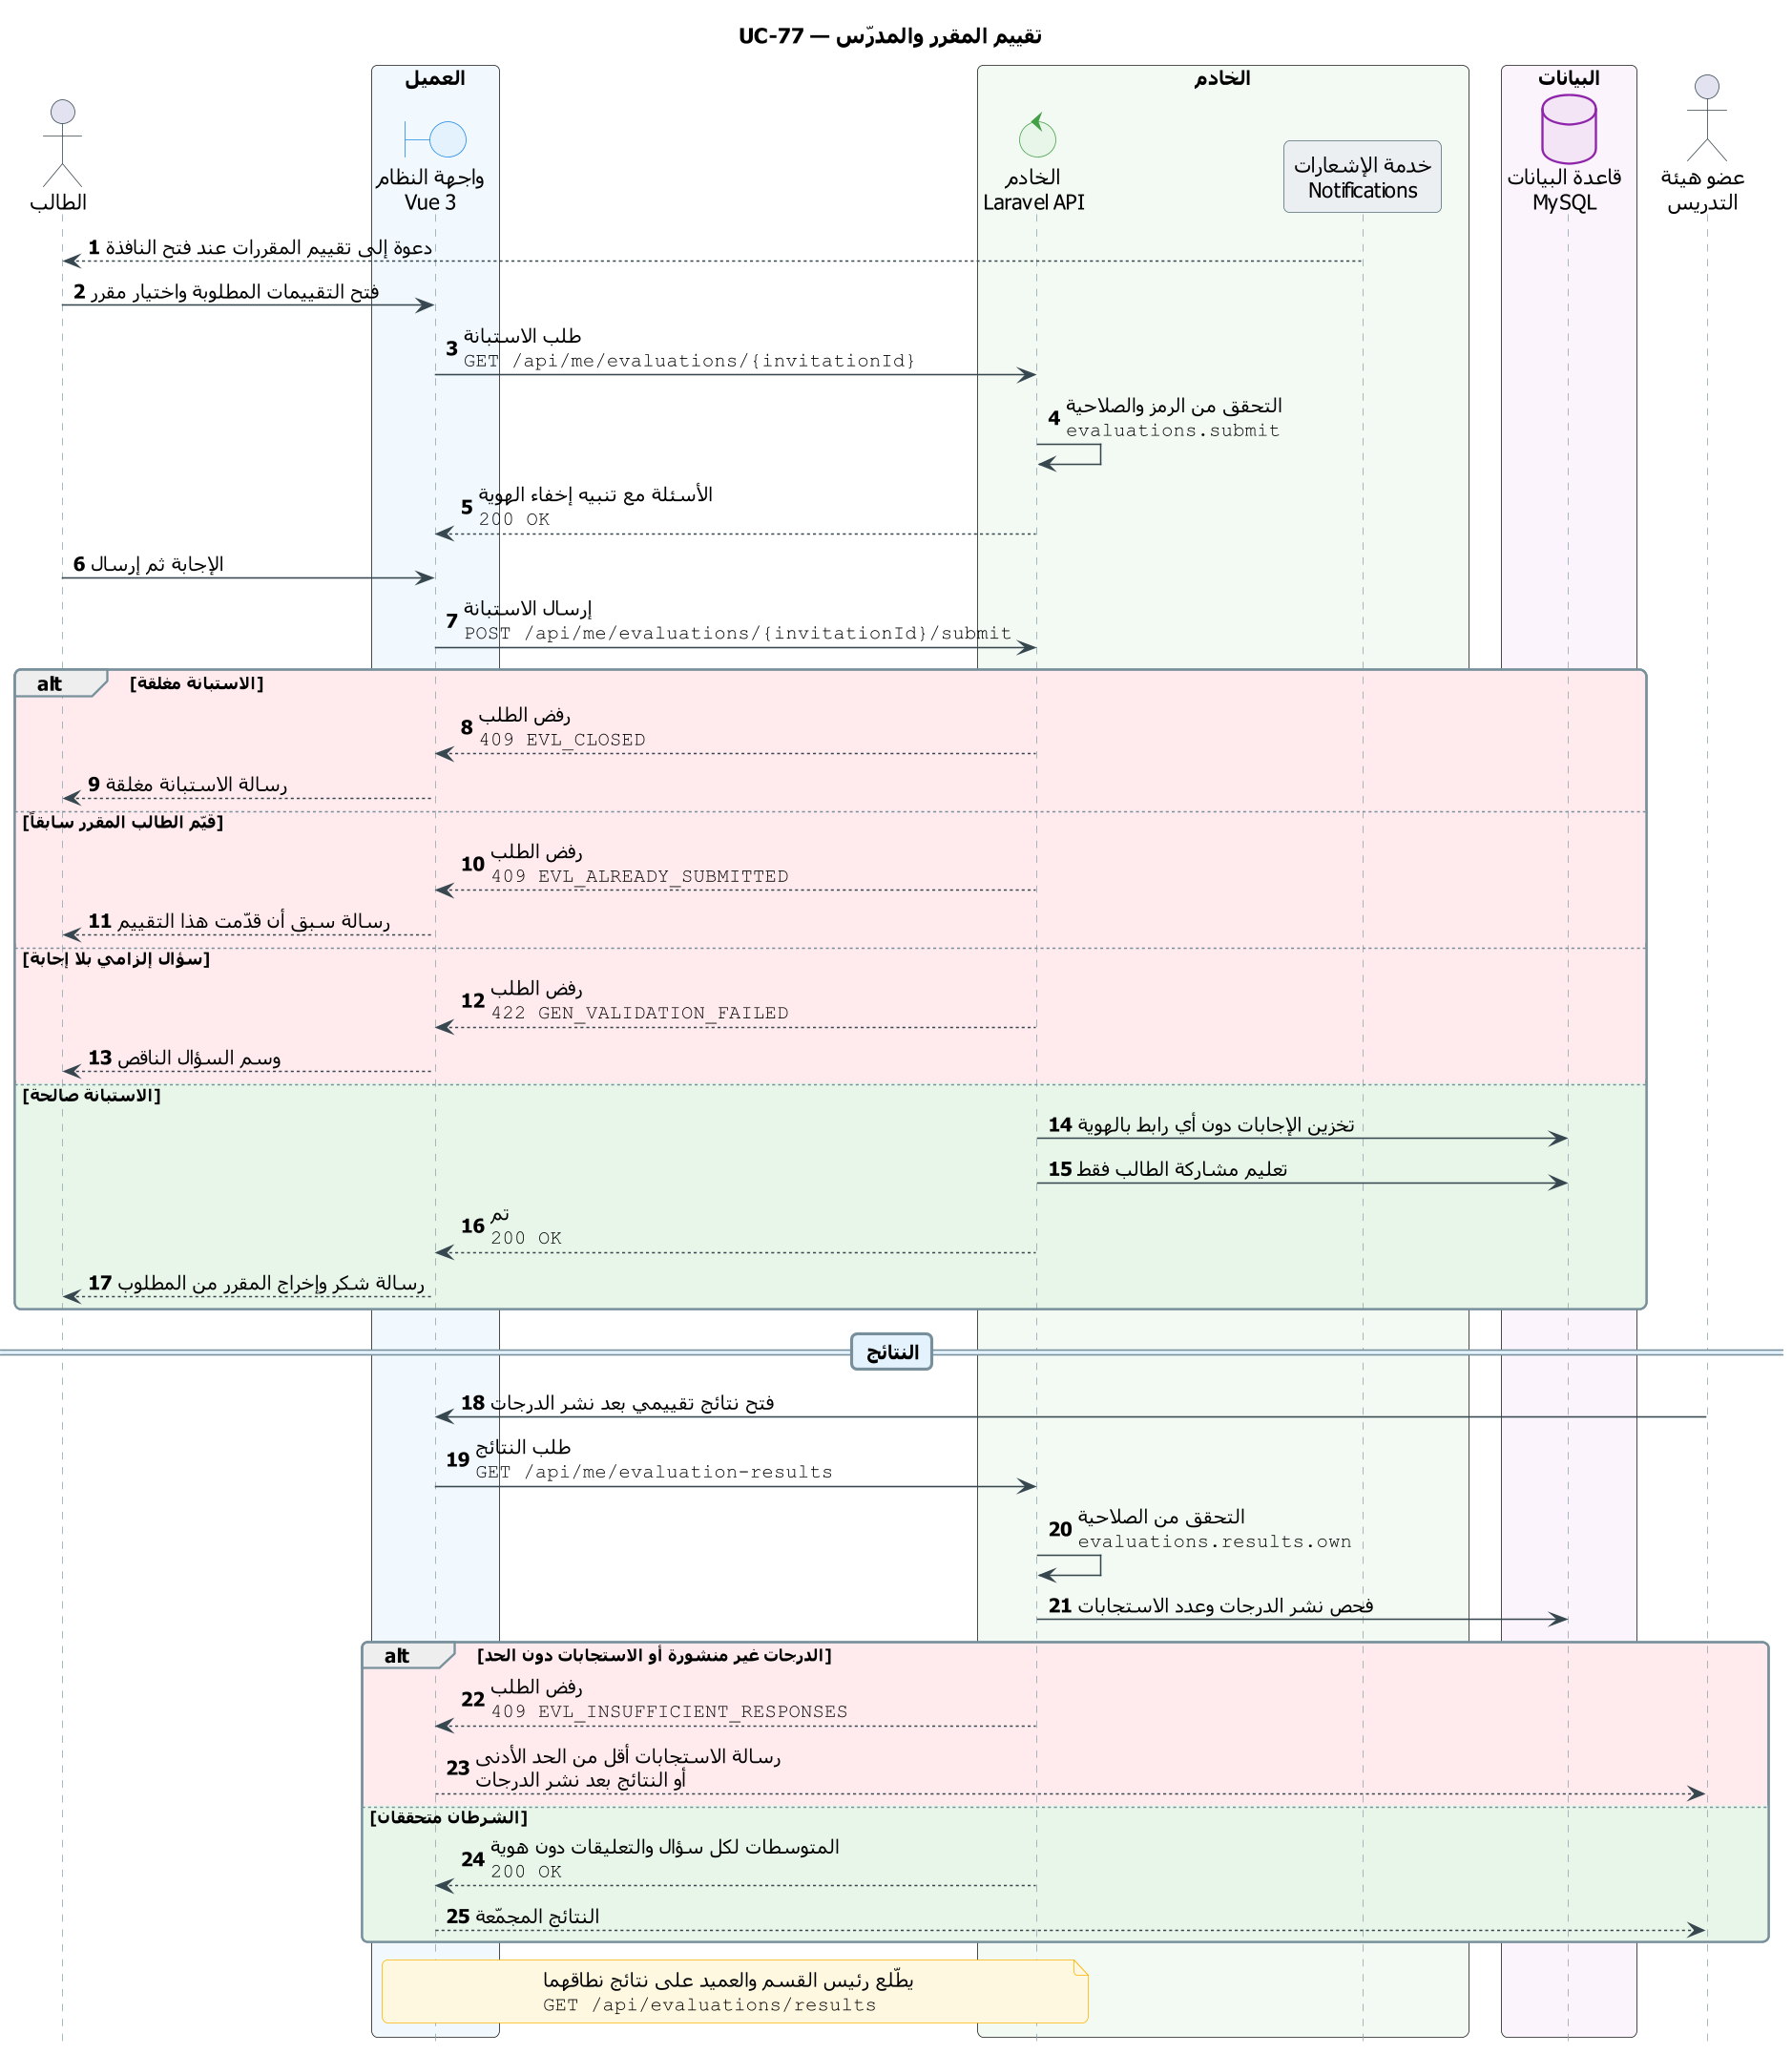 UC-77 — تقييم المقرر والمدرّس
العميل
الخادم
البيانات
الطالب
واجهة النظام
Vue 3
الخادم
Laravel API
خدمة الإشعارات
Notifications
قاعدة البيانات
MySQL
عضو هيئة
التدريس
1 دعوة إلى تقييم المقررات عند فتح النافذة
2 فتح التقييمات المطلوبة واختيار مقرر
3 طلب الاستبانة
GET /api/me/evaluations/{invitationId}
4 التحقق من الرمز والصلاحية
evaluations.submit
5 الأسئلة مع تنبيه إخفاء الهوية
200 OK
6 الإجابة ثم إرسال
7 إرسال الاستبانة
POST /api/me/evaluations/{invitationId}/submit
alt [الاستبانة مغلقة]
8 رفض الطلب
409 EVL_CLOSED
9 رسالة الاستبانة مغلقة
[قيّم الطالب المقرر سابقاً]
10 رفض الطلب
409 EVL_ALREADY_SUBMITTED
11 رسالة سبق أن قدّمت هذا التقييم
[سؤال إلزامي بلا إجابة]
12 رفض الطلب
422 GEN_VALIDATION_FAILED
13 وسم السؤال الناقص
[الاستبانة صالحة]
14 تخزين الإجابات دون أي رابط بالهوية
15 تعليم مشاركة الطالب فقط
16 تم
200 OK
17 رسالة شكر وإخراج المقرر من المطلوب
النتائج
18 فتح نتائج تقييمي بعد نشر الدرجات
19 طلب النتائج
GET /api/me/evaluation-results
20 التحقق من الصلاحية
evaluations.results.own
21 فحص نشر الدرجات وعدد الاستجابات
alt [الدرجات غير منشورة أو الاستجابات دون الحد]
22 رفض الطلب
409 EVL_INSUFFICIENT_RESPONSES
23 رسالة الاستجابات أقل من الحد الأدنى
أو النتائج بعد نشر الدرجات
[الشرطان متحققان]
24 المتوسطات لكل سؤال والتعليقات دون هوية
200 OK
25 النتائج المجمّعة
يطّلع رئيس القسم والعميد على نتائج نطاقهما
GET /api/evaluations/results